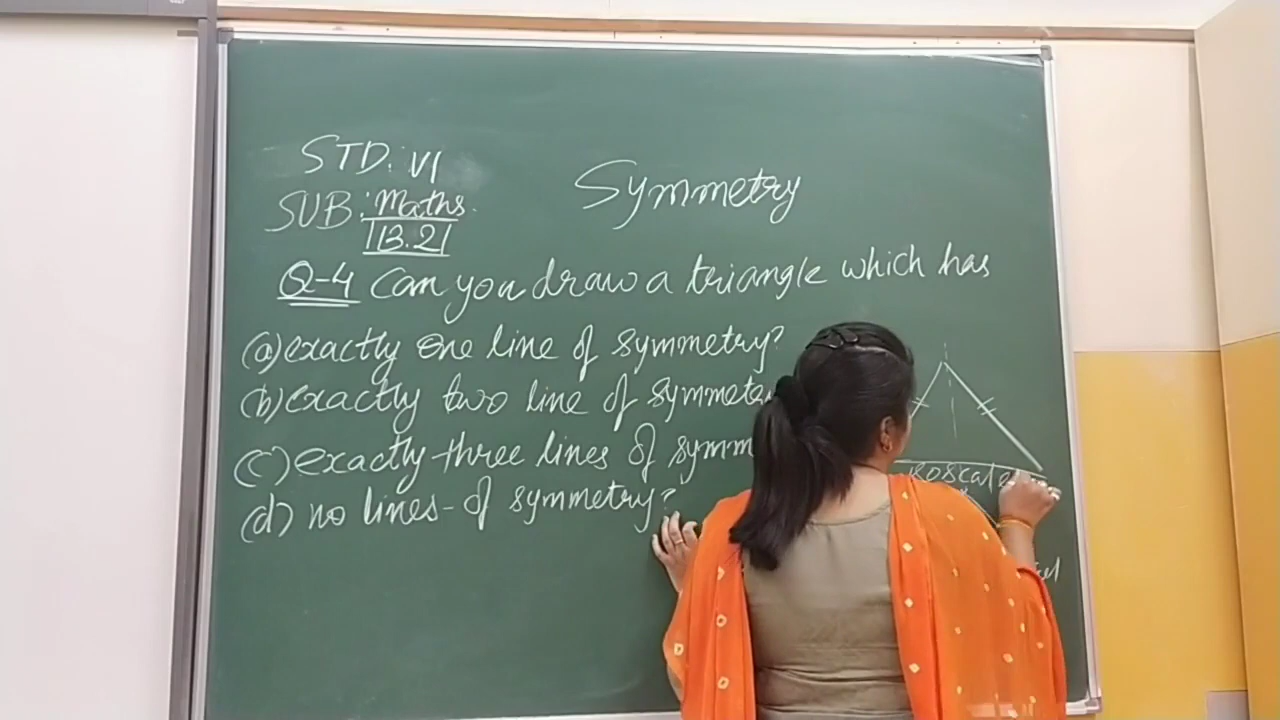 STD: VI
SUB: Maths.
13.2
Symmetry
Q-4 Can you draw a triangle which has
(a) exactly one line of symmetry?
(b) exactly two line of symmetry
(c) exactly three lines of symm
(d) no lines of symmetry?